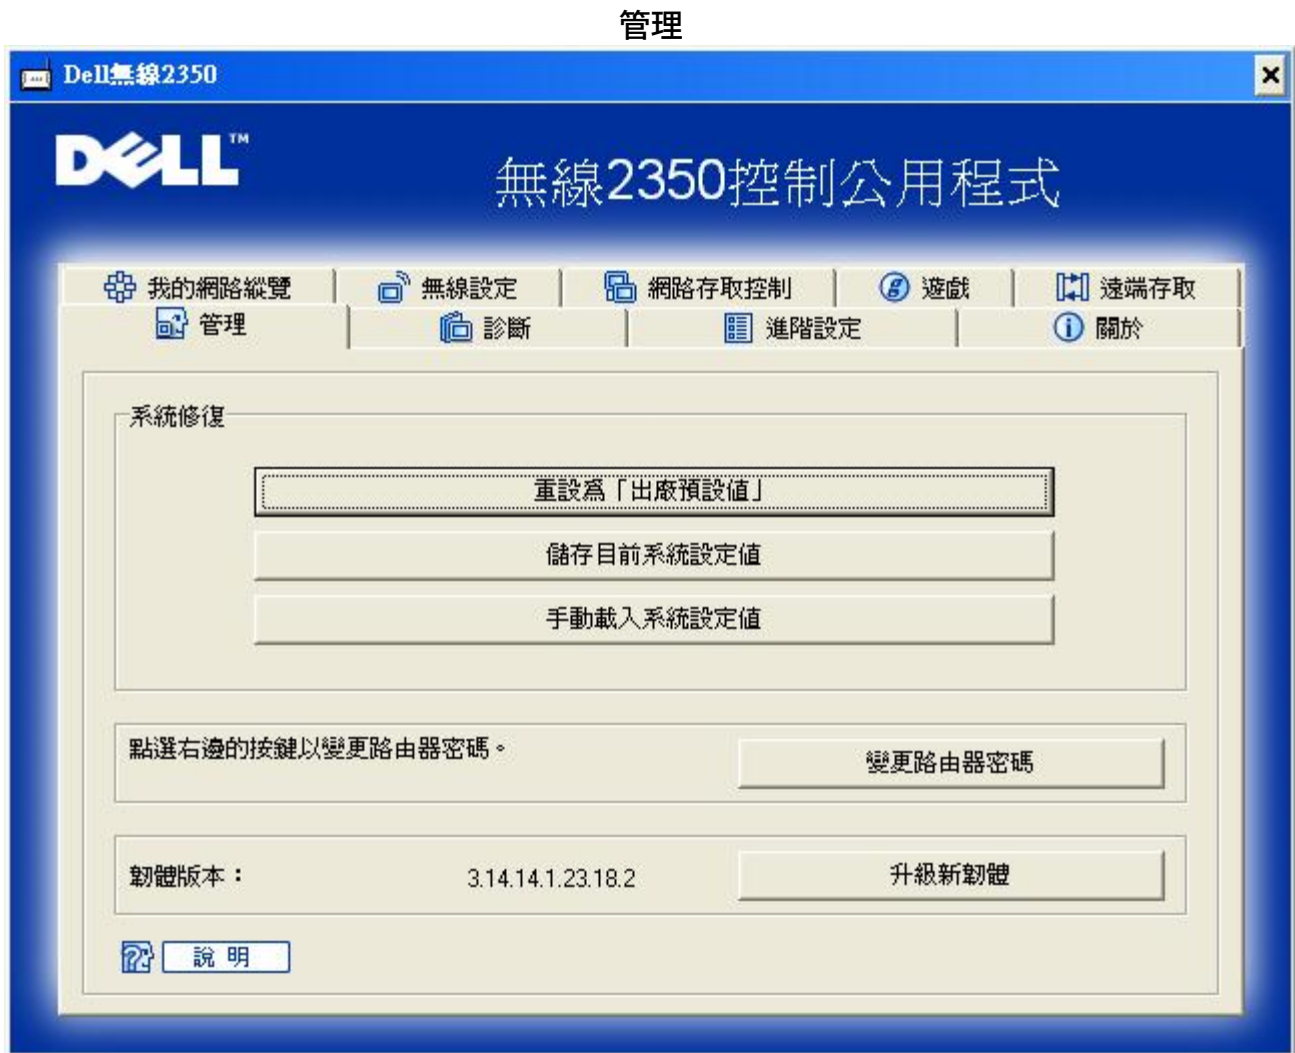 管理
Dell無線2350
DELL™
無線2350控制公用程式
我的網路縱覽 無線設定 網路存取控制 遊戲 遠端存取
管理 診斷 進階設定 關於
系統修復
重設為「出廠預設值」
儲存目前系統設定值
手動載入系統設定值
點選右邊的按鍵以變更路由器密碼。 變更路由器密碼
韌體版本： 3.14.14.1.23.18.2 升級新韌體
說 明